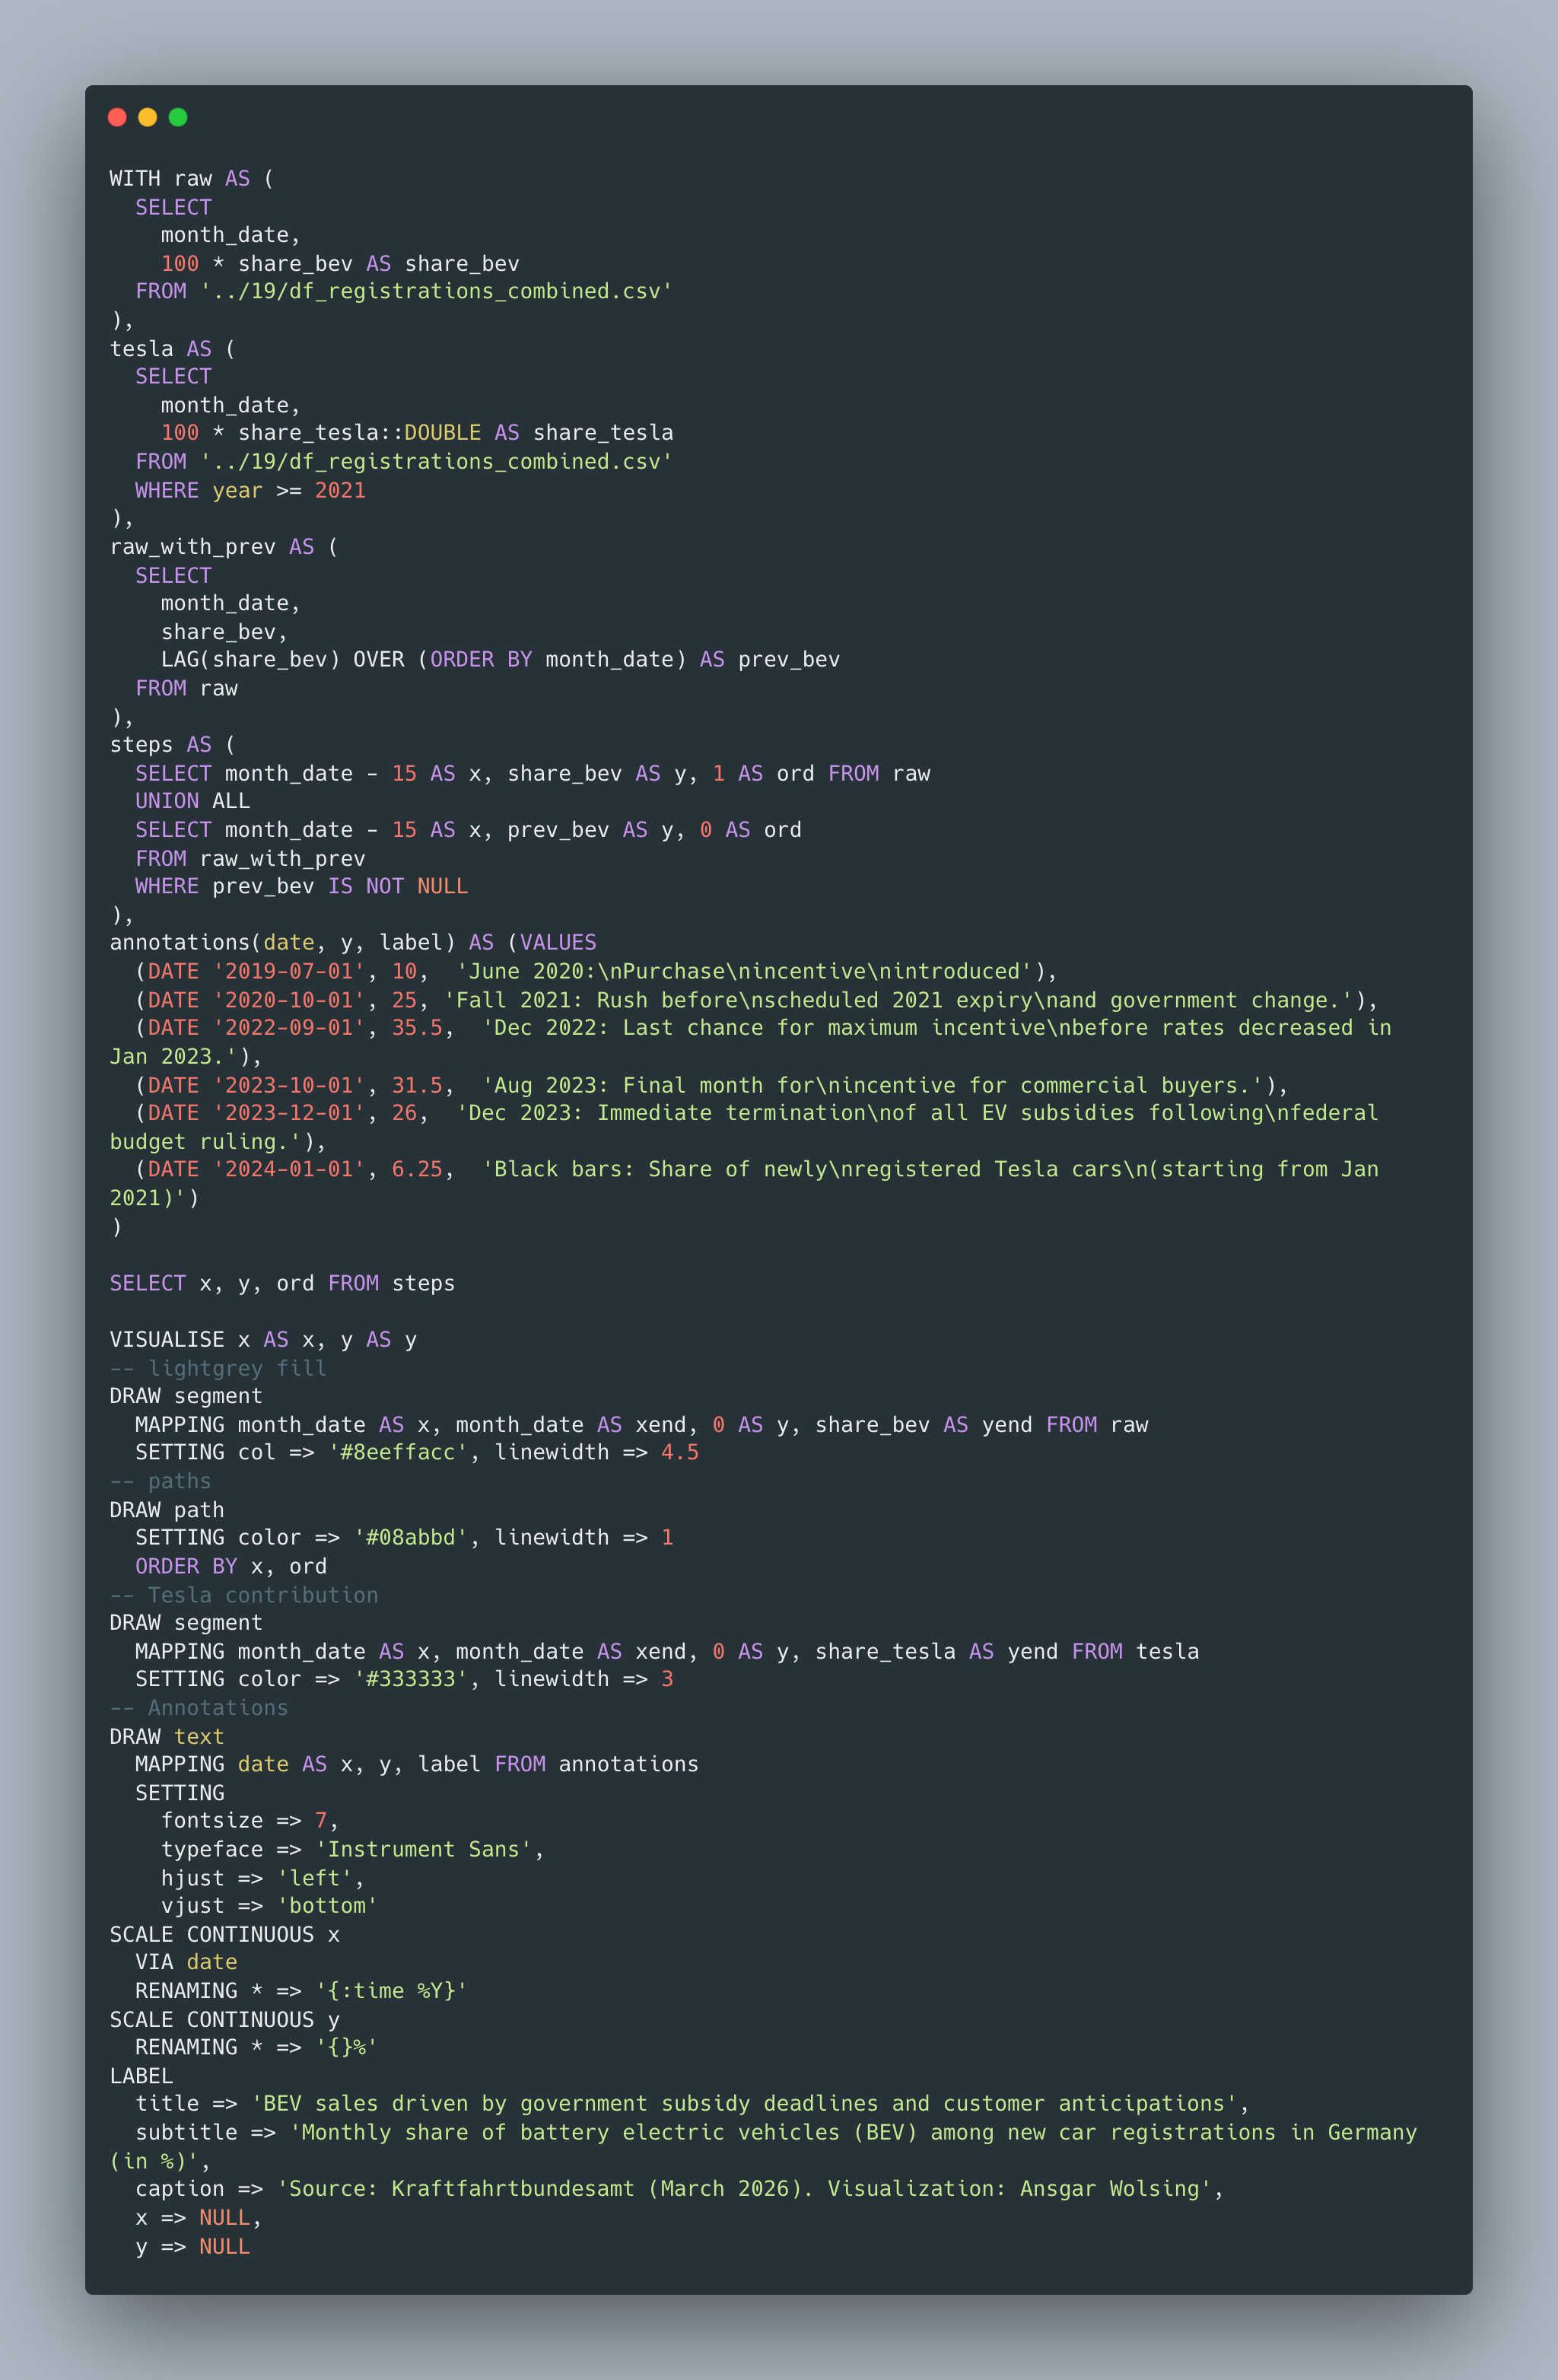 WITH raw AS (
  SELECT
    month_date,
    100 * share_bev AS share_bev
  FROM '../19/df_registrations_combined.csv'
),
tesla AS (
  SELECT
    month_date,
    100 * share_tesla::DOUBLE AS share_tesla
  FROM '../19/df_registrations_combined.csv'
  WHERE year >= 2021
),
raw_with_prev AS (
  SELECT
    month_date,
    share_bev,
    LAG(share_bev) OVER (ORDER BY month_date) AS prev_bev
  FROM raw
),
steps AS (
  SELECT month_date - 15 AS x, share_bev AS y, 1 AS ord FROM raw
  UNION ALL
  SELECT month_date - 15 AS x, prev_bev AS y, 0 AS ord
  FROM raw_with_prev
  WHERE prev_bev IS NOT NULL
),
annotations(date, y, label) AS (VALUES
  (DATE '2019-07-01', 10,  'June 2020:\nPurchase\nincentive\nintroduced'),
  (DATE '2020-10-01', 25, 'Fall 2021: Rush before\nscheduled 2021 expiry\nand government change.'),
  (DATE '2022-09-01', 35.5,  'Dec 2022: Last chance for maximum incentive\nbefore rates decreased in
Jan 2023.'),
  (DATE '2023-10-01', 31.5,  'Aug 2023: Final month for\nincentive for commercial buyers.'),
  (DATE '2023-12-01', 26,  'Dec 2023: Immediate termination\nof all EV subsidies following\nfederal
budget ruling.'),
  (DATE '2024-01-01', 6.25,  'Black bars: Share of newly\nregistered Tesla cars\n(starting from Jan
2021)')
)

SELECT x, y, ord FROM steps

VISUALISE x AS x, y AS y
-- lightgrey fill
DRAW segment
  MAPPING month_date AS x, month_date AS xend, 0 AS y, share_bev AS yend FROM raw
  SETTING col => '#8eeffacc', linewidth => 4.5
-- paths
DRAW path
  SETTING color => '#08abbd', linewidth => 1
  ORDER BY x, ord
-- Tesla contribution
DRAW segment
  MAPPING month_date AS x, month_date AS xend, 0 AS y, share_tesla AS yend FROM tesla
  SETTING color => '#333333', linewidth => 3
-- Annotations
DRAW text
  MAPPING date AS x, y, label FROM annotations
  SETTING
    fontsize => 7,
    typeface => 'Instrument Sans',
    hjust => 'left',
    vjust => 'bottom'
SCALE CONTINUOUS x
  VIA date
  RENAMING * => '{:time %Y}'
SCALE CONTINUOUS y
  RENAMING * => '{}%'
LABEL
  title => 'BEV sales driven by government subsidy deadlines and customer anticipations',
  subtitle => 'Monthly share of battery electric vehicles (BEV) among new car registrations in Germany
(in %)',
  caption => 'Source: Kraftfahrtbundesamt (March 2026). Visualization: Ansgar Wolsing',
  x => NULL,
  y => NULL